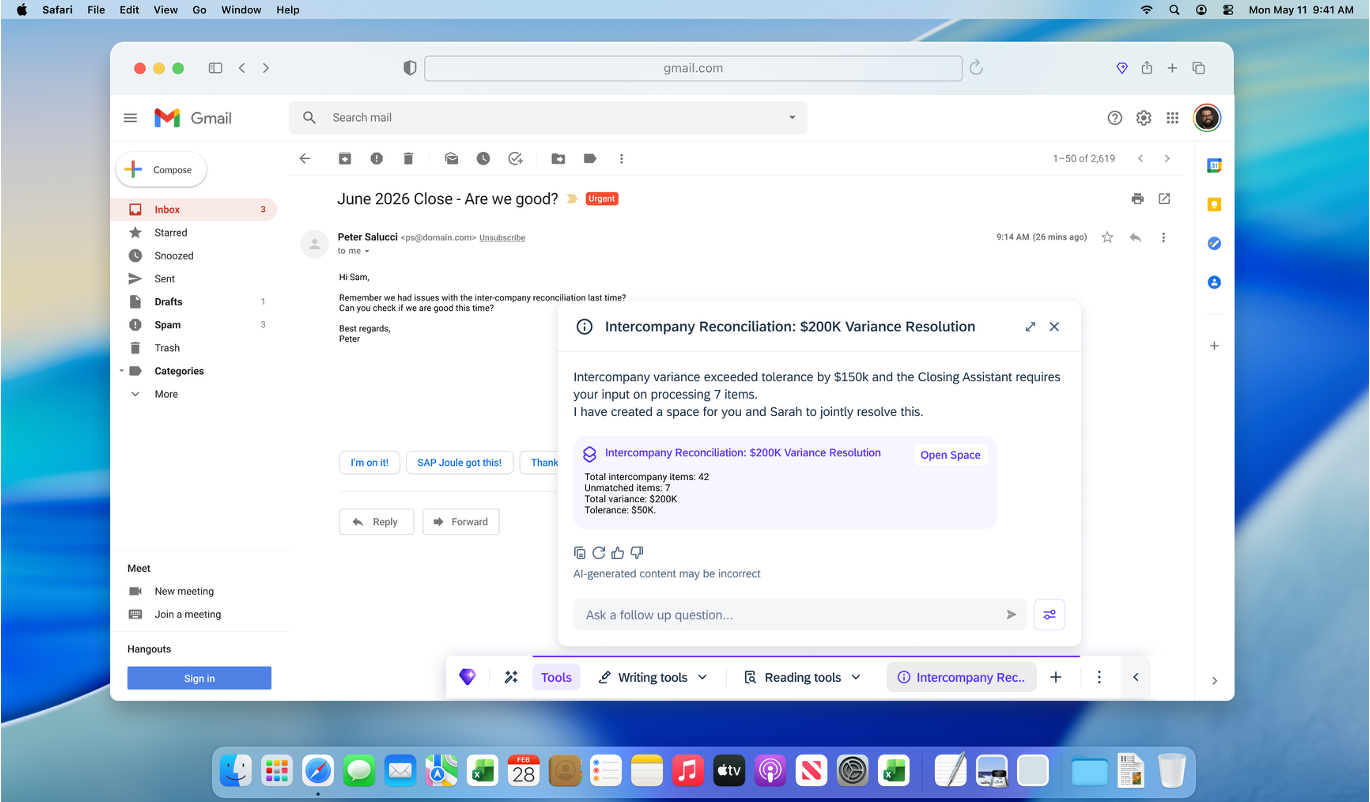 Safari File Edit View Go Window Help
Mon May 11 9:41 AM
gmail.com
Gmail
Search mail
Compose
1–50 of 2,619
31
June 2026 Close - Are we good?
Urgent
Inbox 3
Starred
Snoozed
Sent
Drafts 1
Spam 3
Trash
Categories
More
Peter Salucci <ps@domain.com> Unsubscribe
9:14 AM (26 mins ago)
to me
Hi Sam,
Remember we had issues with the inter-company reconciliation last time?
Can you check if we are good this time?
Best regards,
Peter
I'm on it!
SAP Joule got this!
Thank
Reply
Forward
Intercompany Reconciliation: $200K Variance Resolution
Intercompany variance exceeded tolerance by $150k and the Closing Assistant requires
your input on processing 7 items.
I have created a space for you and Sarah to jointly resolve this.
Intercompany Reconciliation: $200K Variance Resolution
Open Space
Total intercompany items: 42
Unmatched items: 7
Total variance: $200K
Tolerance: $50K.
AI-generated content may be incorrect
Ask a follow up question...
Meet
New meeting
Join a meeting
Hangouts
Sign in
Tools
Writing tools
Reading tools
Intercompany Rec..
FEB
28
tv